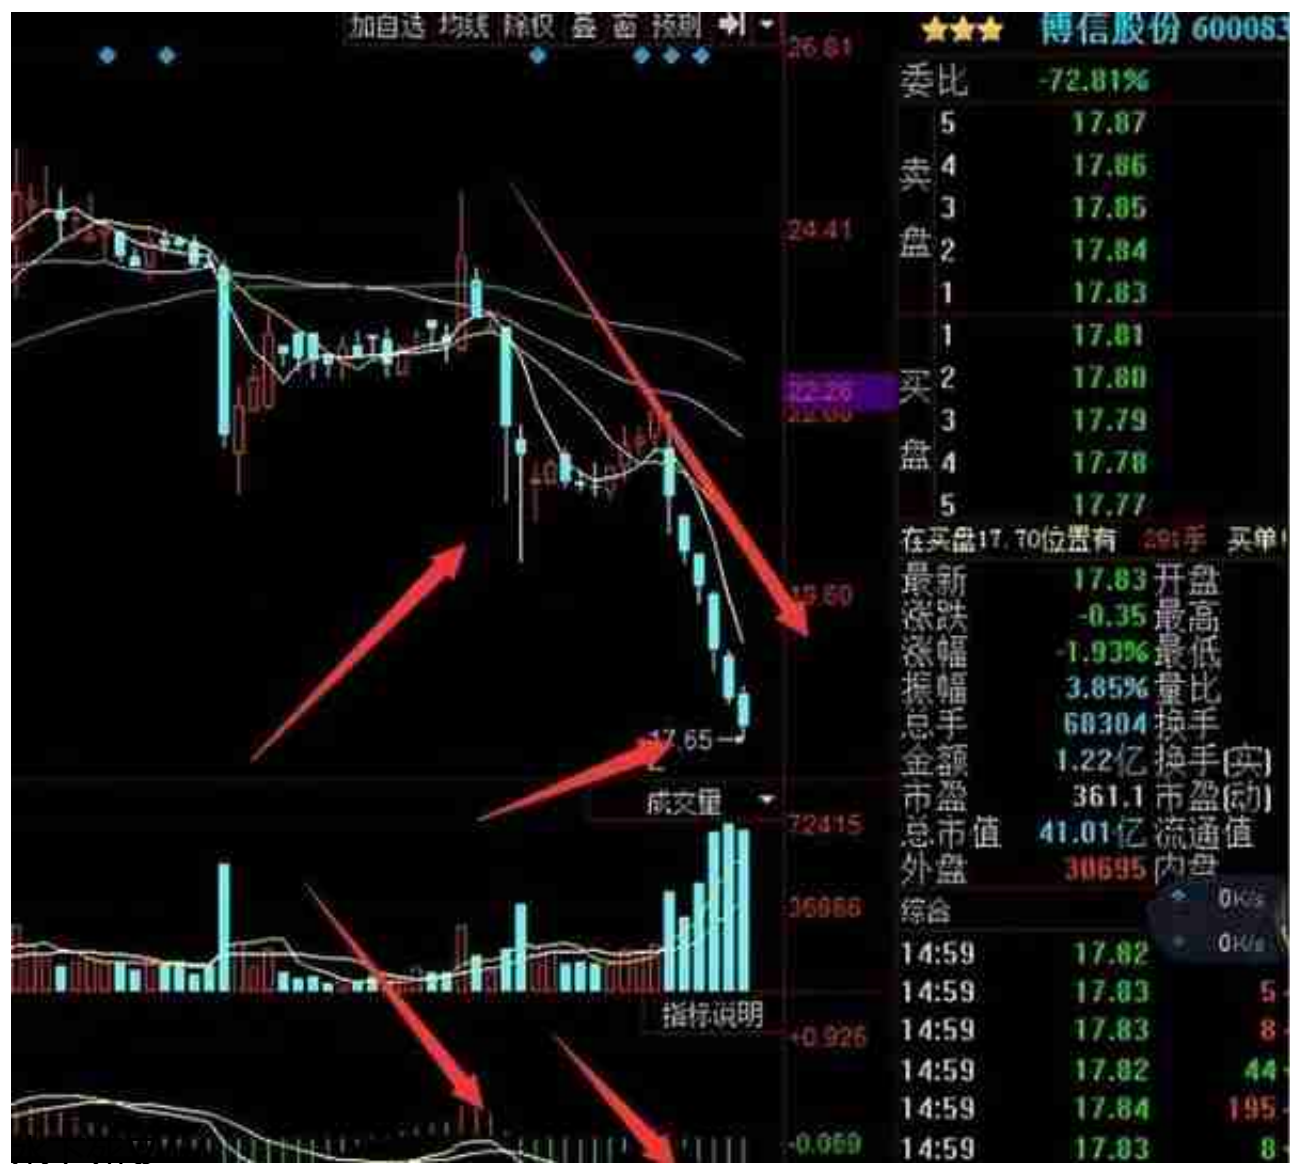 加自选 均线 除权 叠 窗 预测
26.81
24.41
22.26
22.00
19.60
17.65
成交量
72415
36866
指标说明
+0.926
-0.069
博信股份 600083
委比 -72.81%
卖盘
5 17.87
4 17.86
3 17.85
2 17.84
1 17.83
买盘
1 17.81
2 17.80
3 17.79
4 17.78
5 17.77
在买盘17.70位置有 291手 买单!
最新 17.83 开盘
涨跌 -0.35 最高
涨幅 -1.93% 最低
振幅 3.85% 量比
总手 68304 换手
金额 1.22亿 换手(实)
市盈 361.1 市盈(动)
总市值 41.01亿 流通值
外盘 30695 内盘
0K/s
综合
0K/s
14:59 17.82
14:59 17.83 5
14:59 17.83 8
14:59 17.82 44
14:59 17.84 195
14:59 17.83 8